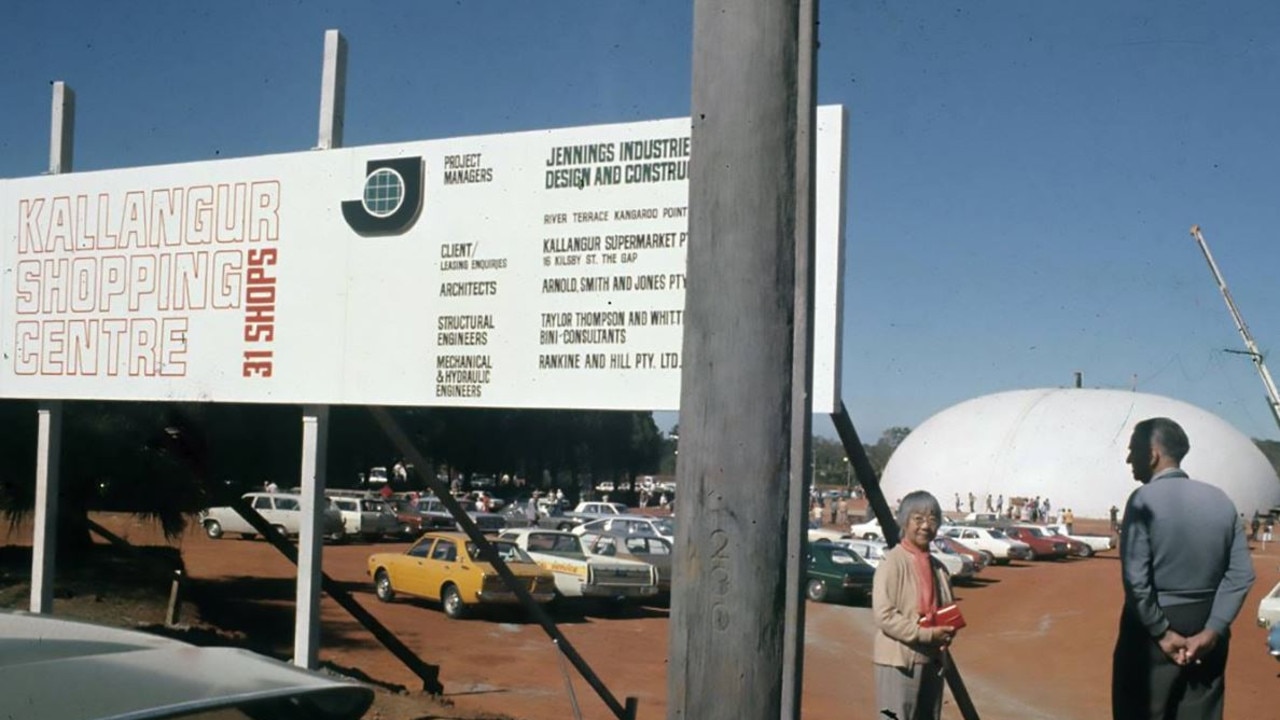 KALLANGUR
SHOPPING
CENTRE
31 SHOPS
PROJECT
MANAGERS
JENNINGS INDUSTRIE
DESIGN AND CONSTRU
RIVER TERRACE KANGAROO POINT
CLIENT/
LEASING ENQUIRIES
KALLANGUR SUPERMARKET P
16 KILSBY ST. THE GAP
ARCHITECTS
ARNOLD, SMITH AND JONES PTY
STRUCTURAL
ENGINEERS
TAYLOR THOMPSON AND WHITT
BINI-CONSULTANTS
MECHANICAL
& HYDRAULIC
ENGINEERS
RANKINE AND HILL PTY. LTD.